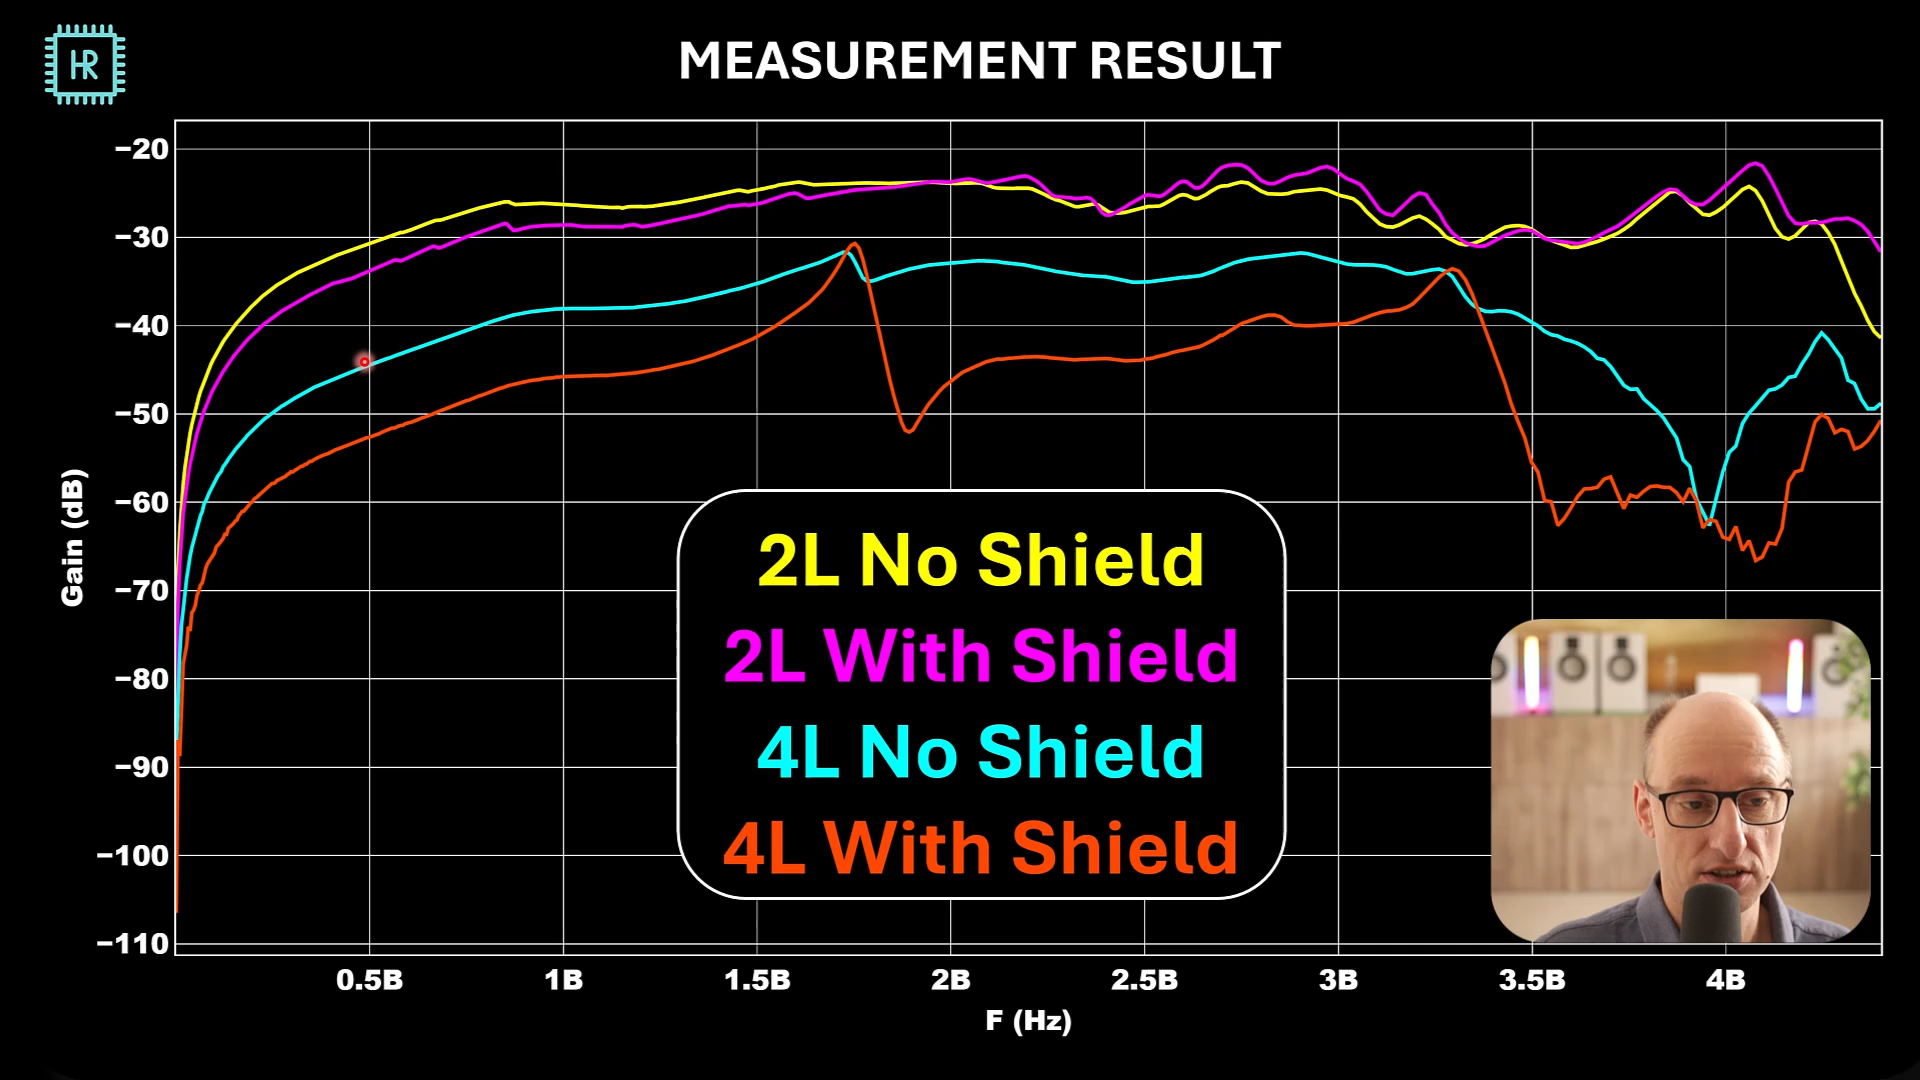 HR
MEASUREMENT RESULT
Gain (dB)
−20
−30
−40
−50
−60
−70
−80
−90
−100
−110
2L No Shield
2L With Shield
4L No Shield
4L With Shield
0.5B 1B 1.5B 2B 2.5B 3B 3.5B 4B
F (Hz)